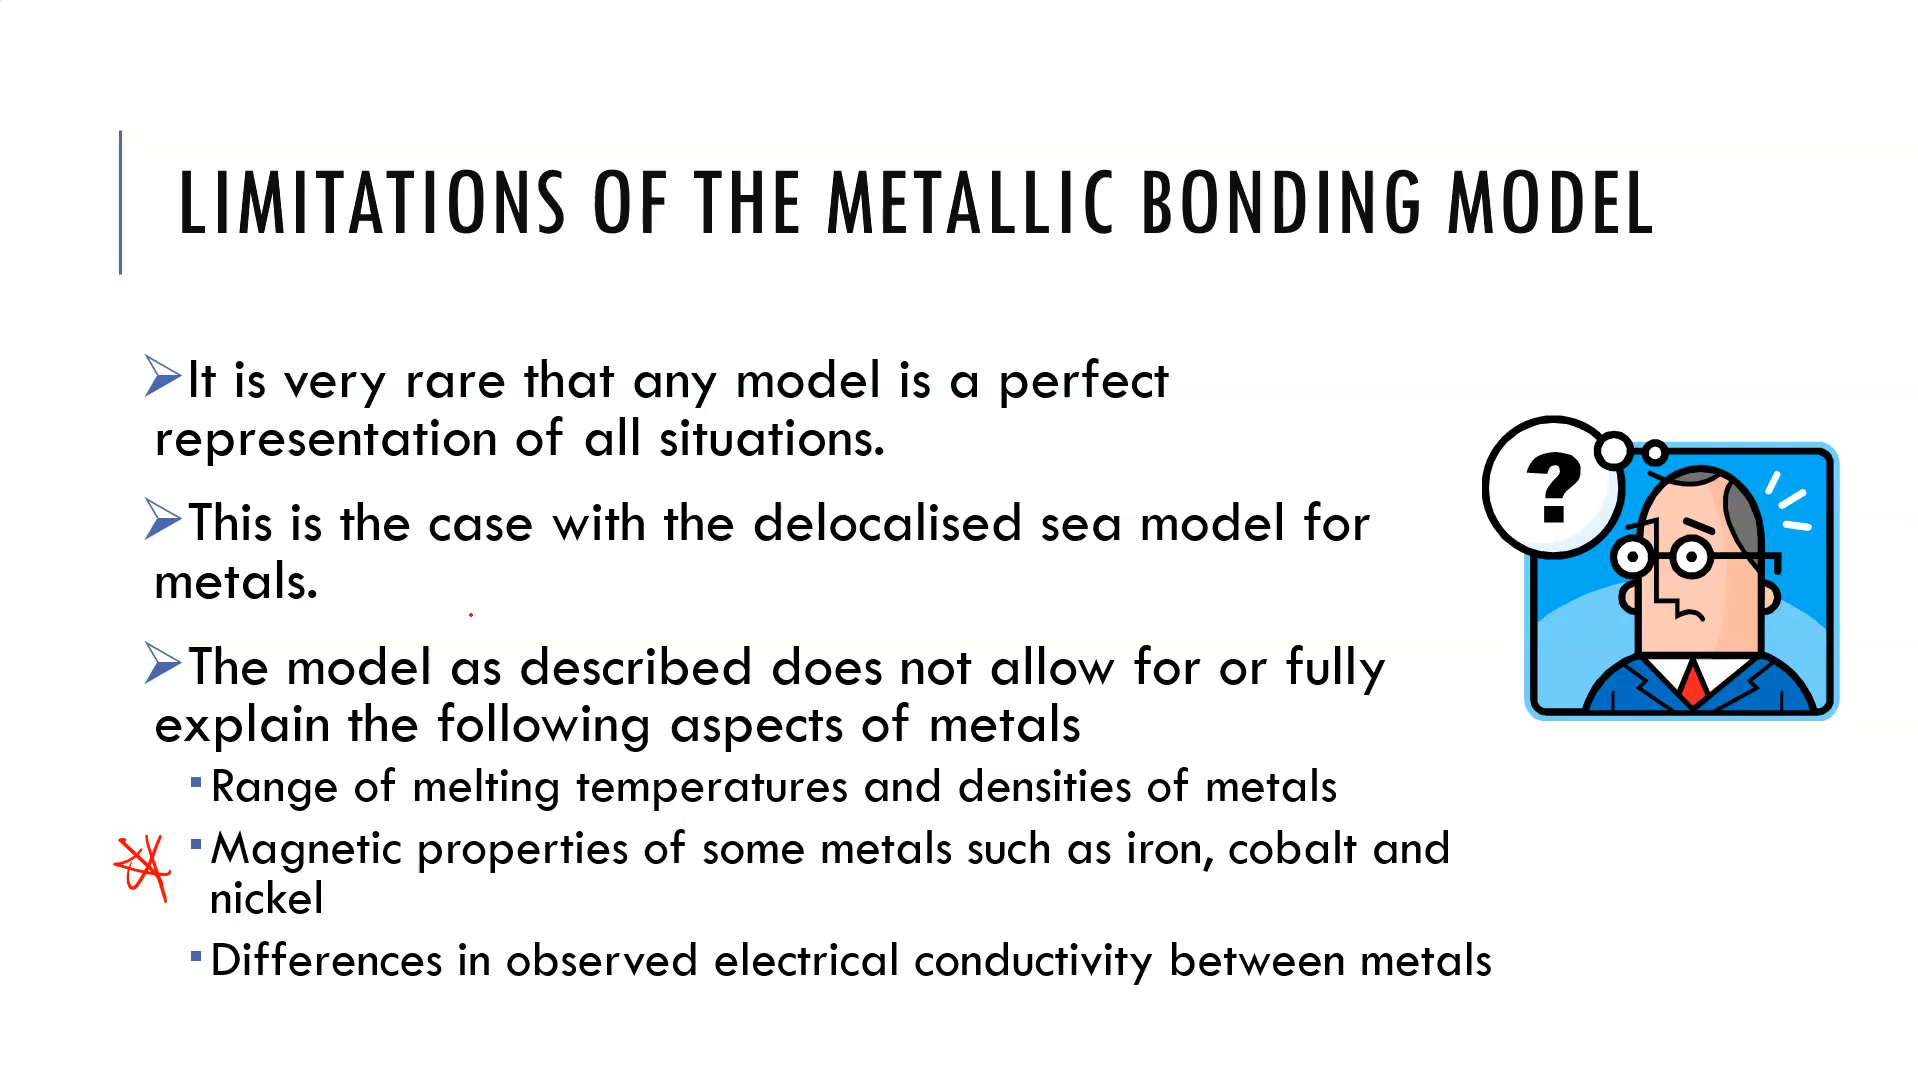 LIMITATIONS OF THE METALLIC BONDING MODEL
It is very rare that any model is a perfect
representation of all situations.
?
This is the case with the delocalised sea model for
metals.
The model as described does not allow for or fully
explain the following aspects of metals
Range of melting temperatures and densities of metals
Magnetic properties of some metals such as iron, cobalt and
nickel
Differences in observed electrical conductivity between metals